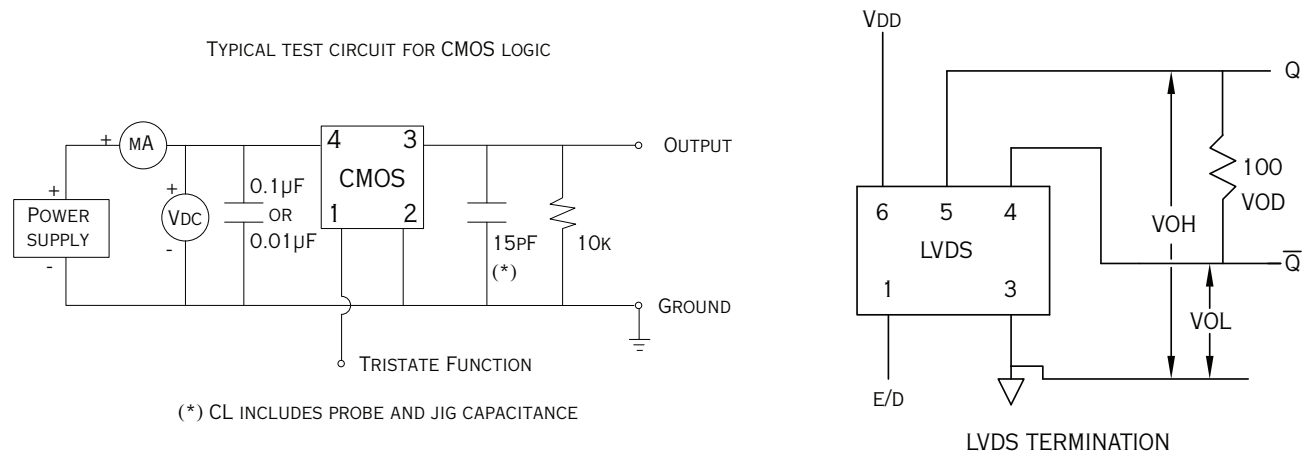 TYPICAL TEST CIRCUIT FOR CMOS LOGIC
+
MA
4 3
CMOS
1 2
OUTPUT
+
POWER
SUPPLY
-
+
VDC
-
0.1µF
OR
0.01µF
15PF
(*)
10K
GROUND
TRISTATE FUNCTION
(*) CL INCLUDES PROBE AND JIG CAPACITANCE
VDD
Q
6 5 4
LVDS
1 3
100
VOD
VOH
Q̅
VOL
E/D
LVDS TERMINATION